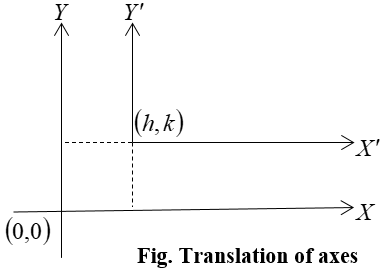 Y Y′
(h,k)
X′
X
(0,0)
Fig. Translation of axes